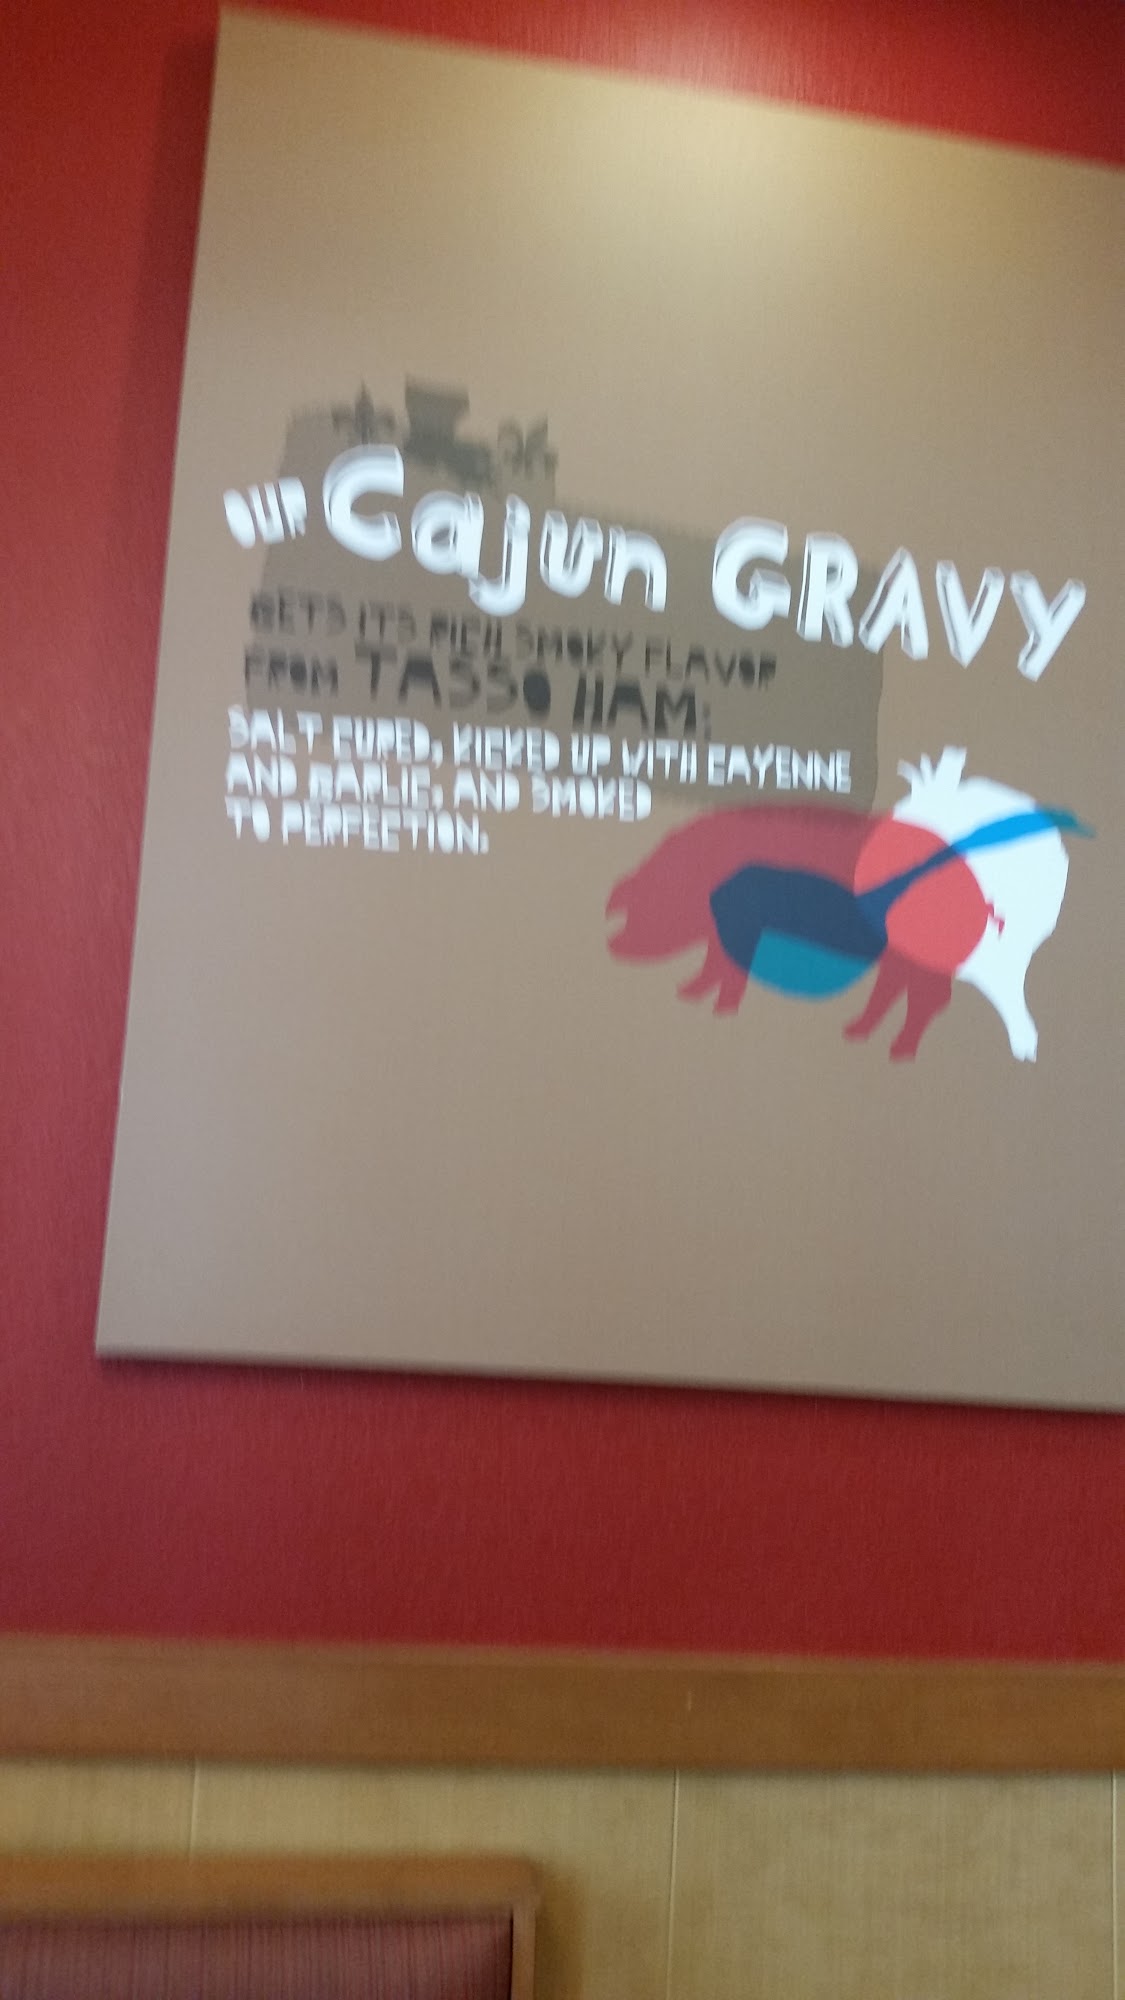 OUR Cajun GRAVY
GETS ITS RICH SMOKY FLAVOR
FROM TASSO HAM:
SALT CURED, KICKED UP WITH CAYENNE
AND GARLIC, AND SMOKED
TO PERFECTION.